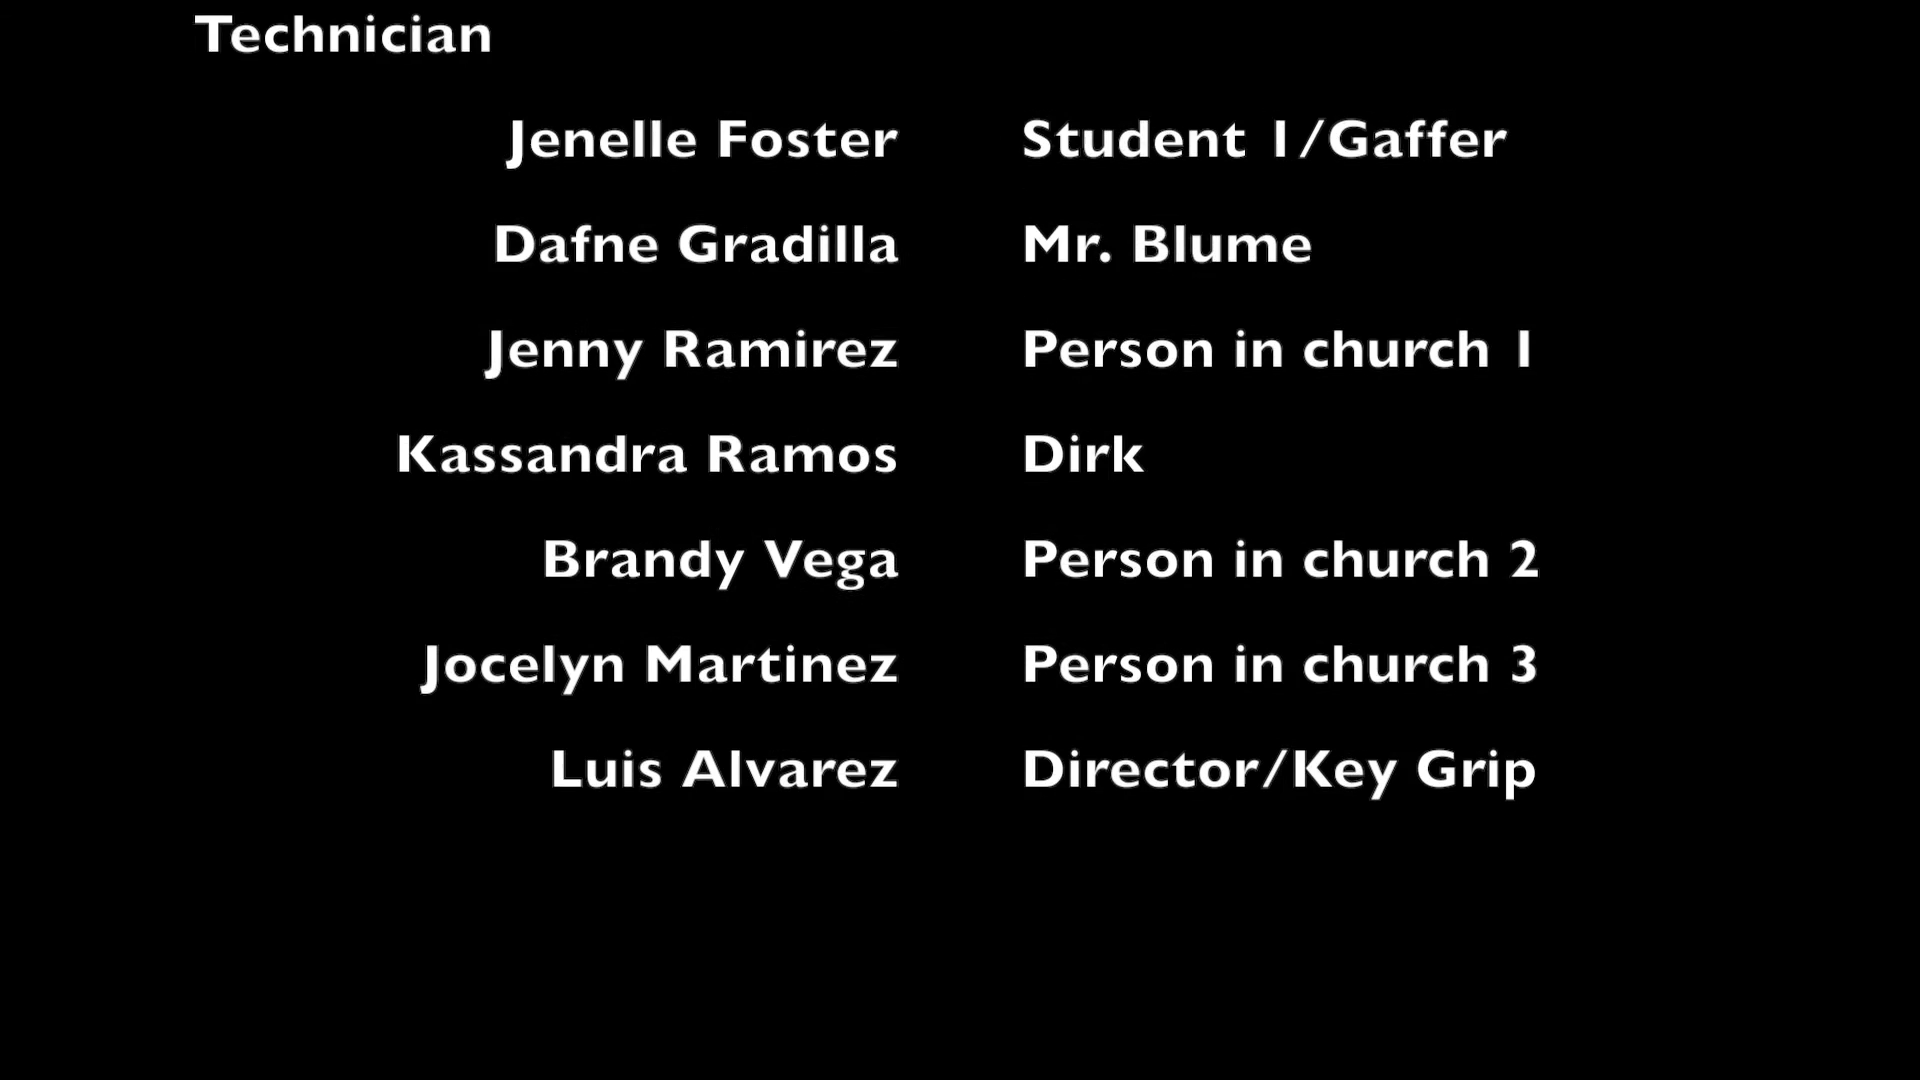 Technician
Jenelle Foster Student 1/Gaffer
Dafne Gradilla Mr. Blume
Jenny Ramirez Person in church 1
Kassandra Ramos Dirk
Brandy Vega Person in church 2
Jocelyn Martinez Person in church 3
Luis Alvarez Director/Key Grip